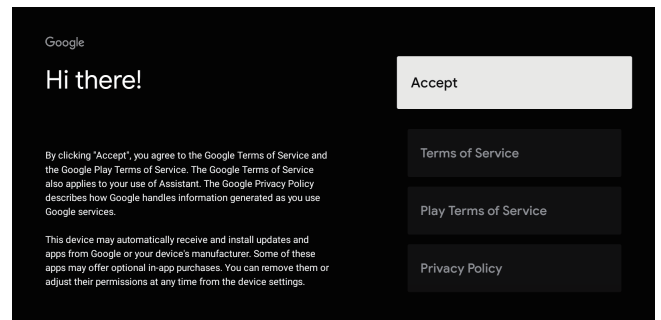 Google
Hi there!
By clicking "Accept", you agree to the Google Terms of Service and
the Google Play Terms of Service. The Google Terms of Service
also applies to your use of Assistant. The Google Privacy Policy
describes how Google handles information generated as you use
Google services.
This device may automatically receive and install updates and
apps from Google or your device's manufacturer. Some of these
apps may offer optional in-app purchases. You can remove them or
adjust their permissions at any time from the device settings.
Accept
Terms of Service
Play Terms of Service
Privacy Policy